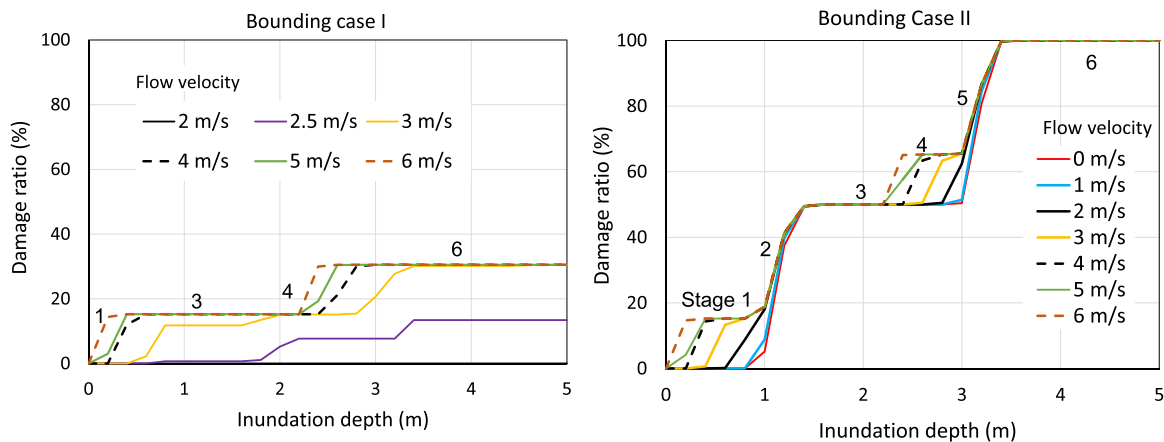 Bounding case I
100
80
60
40
20
0
Damage ratio (%)
Flow velocity
2 m/s 2.5 m/s 3 m/s
4 m/s 5 m/s 6 m/s
1 3 4 6
0 1 2 3 4 5
Inundation depth (m)
Bounding Case II
100
80
60
40
20
0
Damage ratio (%)
Stage 1
2
3
4
5
6
Flow velocity
0 m/s
1 m/s
2 m/s
3 m/s
4 m/s
5 m/s
6 m/s
0 1 2 3 4 5
Inundation depth (m)